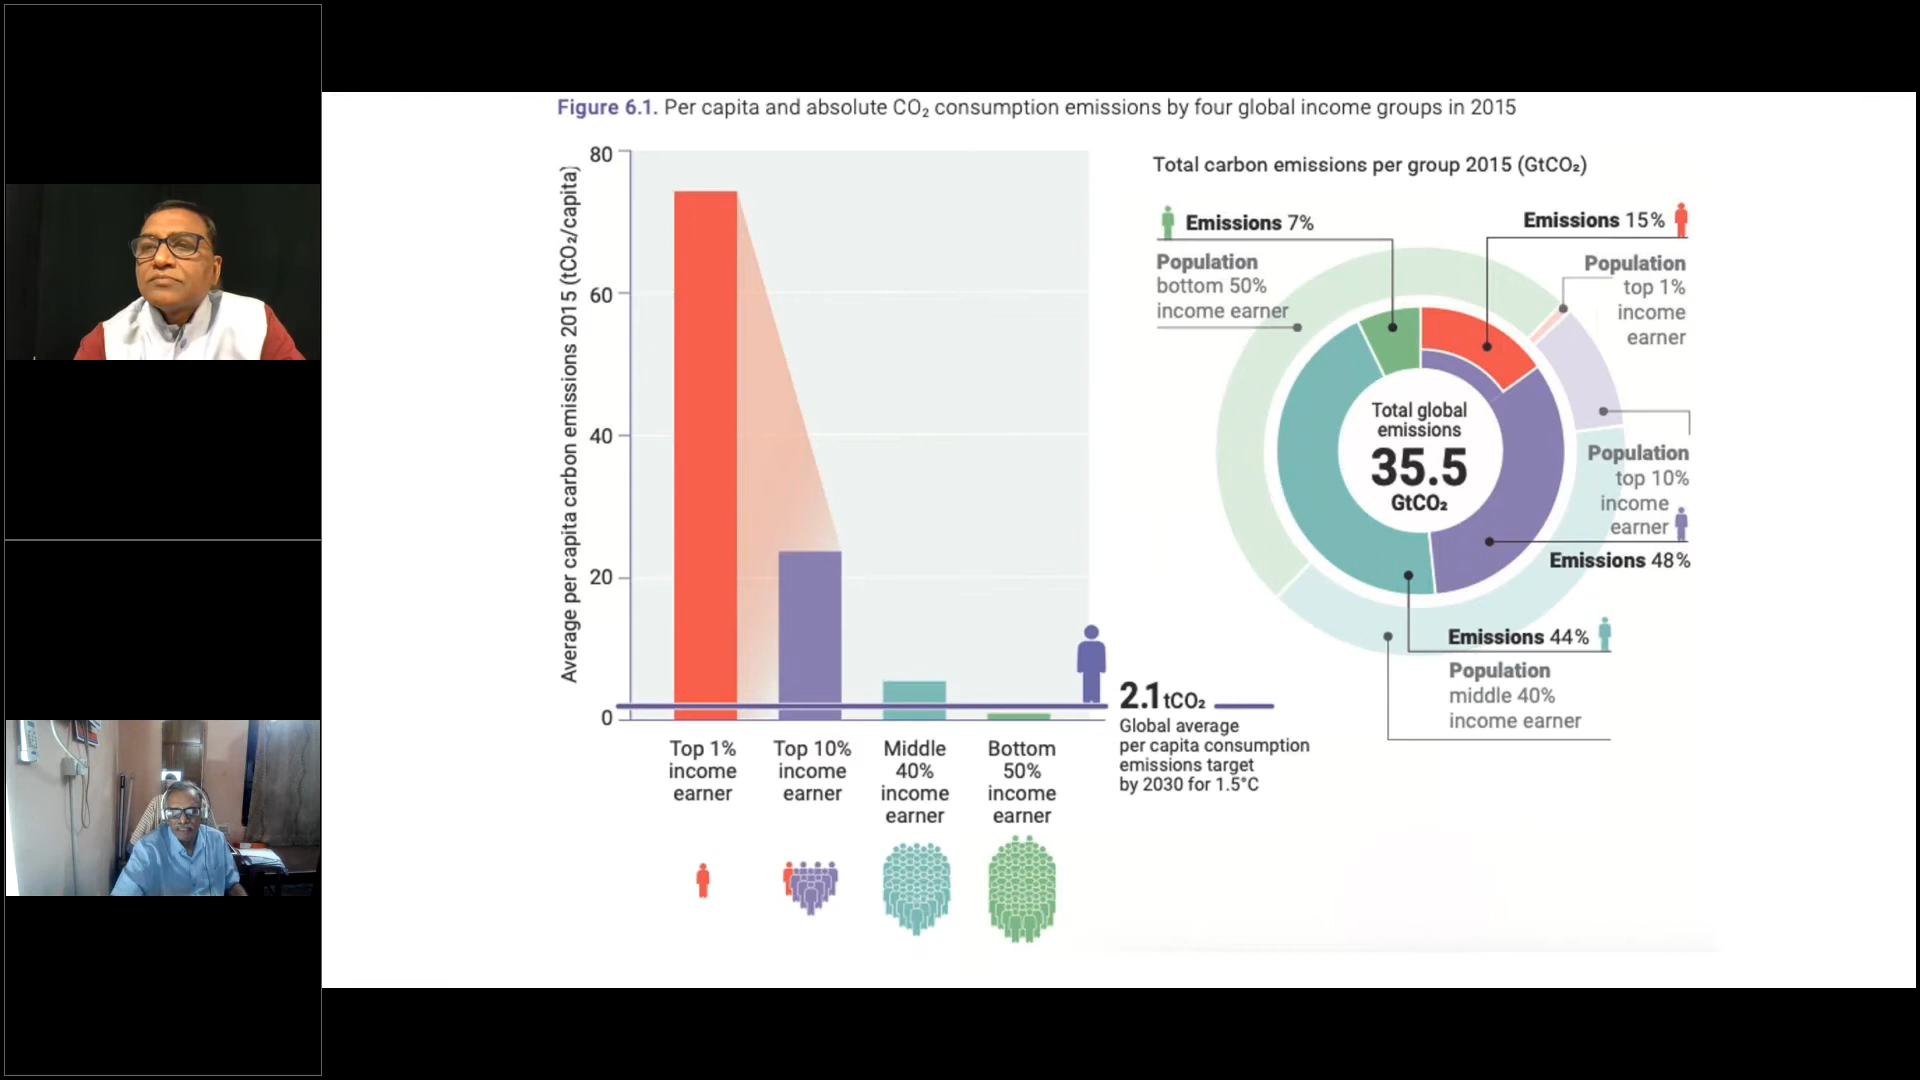 Figure 6.1. Per capita and absolute CO₂ consumption emissions by four global income groups in 2015
Average per capita carbon emissions 2015 (tCO₂/capita)
80
60
40
20
0
Top 1%
income
earner
Top 10%
income
earner
Middle
40%
income
earner
Bottom
50%
income
earner
2.1 tCO₂
Global average
per capita consumption
emissions target
by 2030 for 1.5°C
Total carbon emissions per group 2015 (GtCO₂)
Emissions 7%
Population
bottom 50%
income earner
Emissions 15%
Population
top 1%
income
earner
Total global
emissions
35.5
GtCO₂
Population
top 10%
income
earner
Emissions 48%
Emissions 44%
Population
middle 40%
income earner